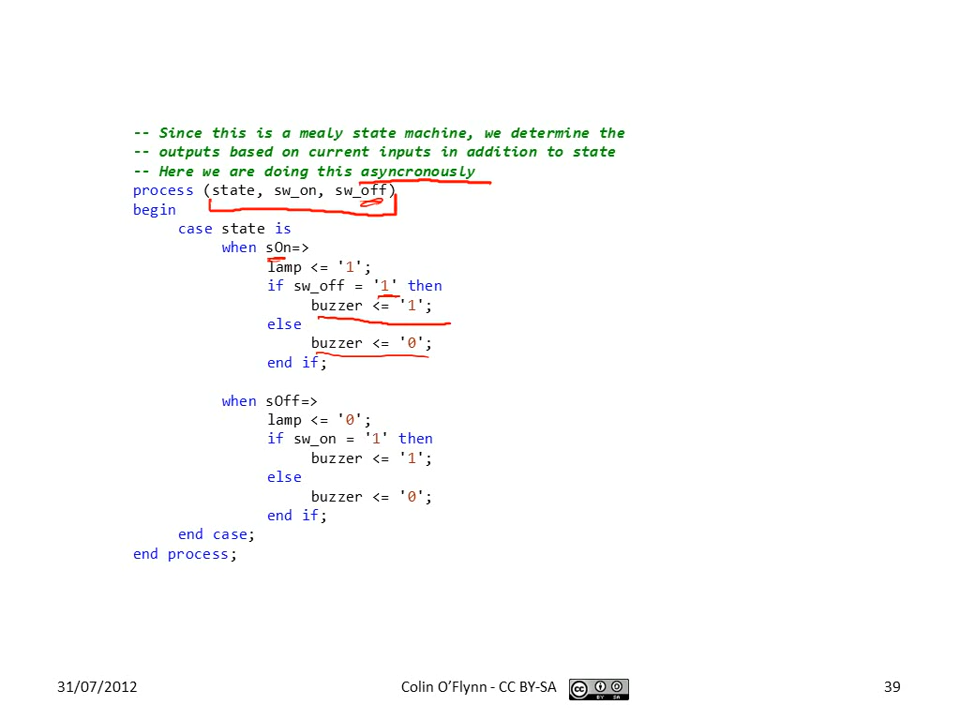 -- Since this is a mealy state machine, we determine the
-- outputs based on current inputs in addition to state
-- Here we are doing this asyncronously
process (state, sw_on, sw_off)
begin
case state is
when sOn=>
lamp <= '1';
if sw_off = '1' then
buzzer <= '1';
else
buzzer <= '0';
end if;
when sOff=>
lamp <= '0';
if sw_on = '1' then
buzzer <= '1';
else
buzzer <= '0';
end if;
end case;
end process;
31/07/2012 Colin O'Flynn - CC BY-SA cc BY SA 39